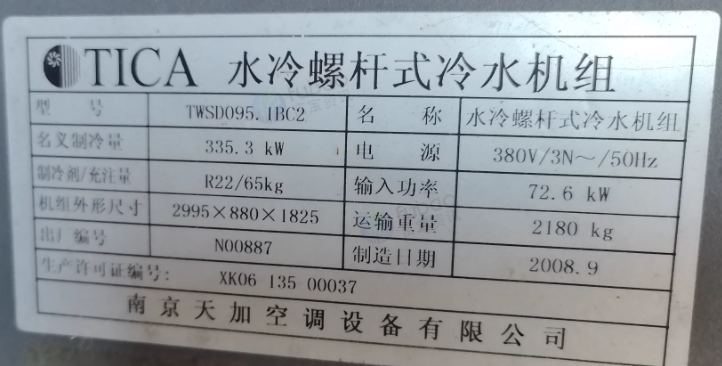 TICA 水冷螺杆式冷水机组
型 号 TWSD095.1BC2 名 称 水冷螺杆式冷水机组
名义制冷量 335.3 kW 电 源 380V/3N～/50Hz
制冷剂/充注量 R22/65kg 输入功率 72.6 kW
机组外形尺寸 2995×880×1825 运输重量 2180 kg
出厂编号 N00887 制造日期 2008.9
生产许可证编号: XK06 135 00037
南京天加空调设备有限公司